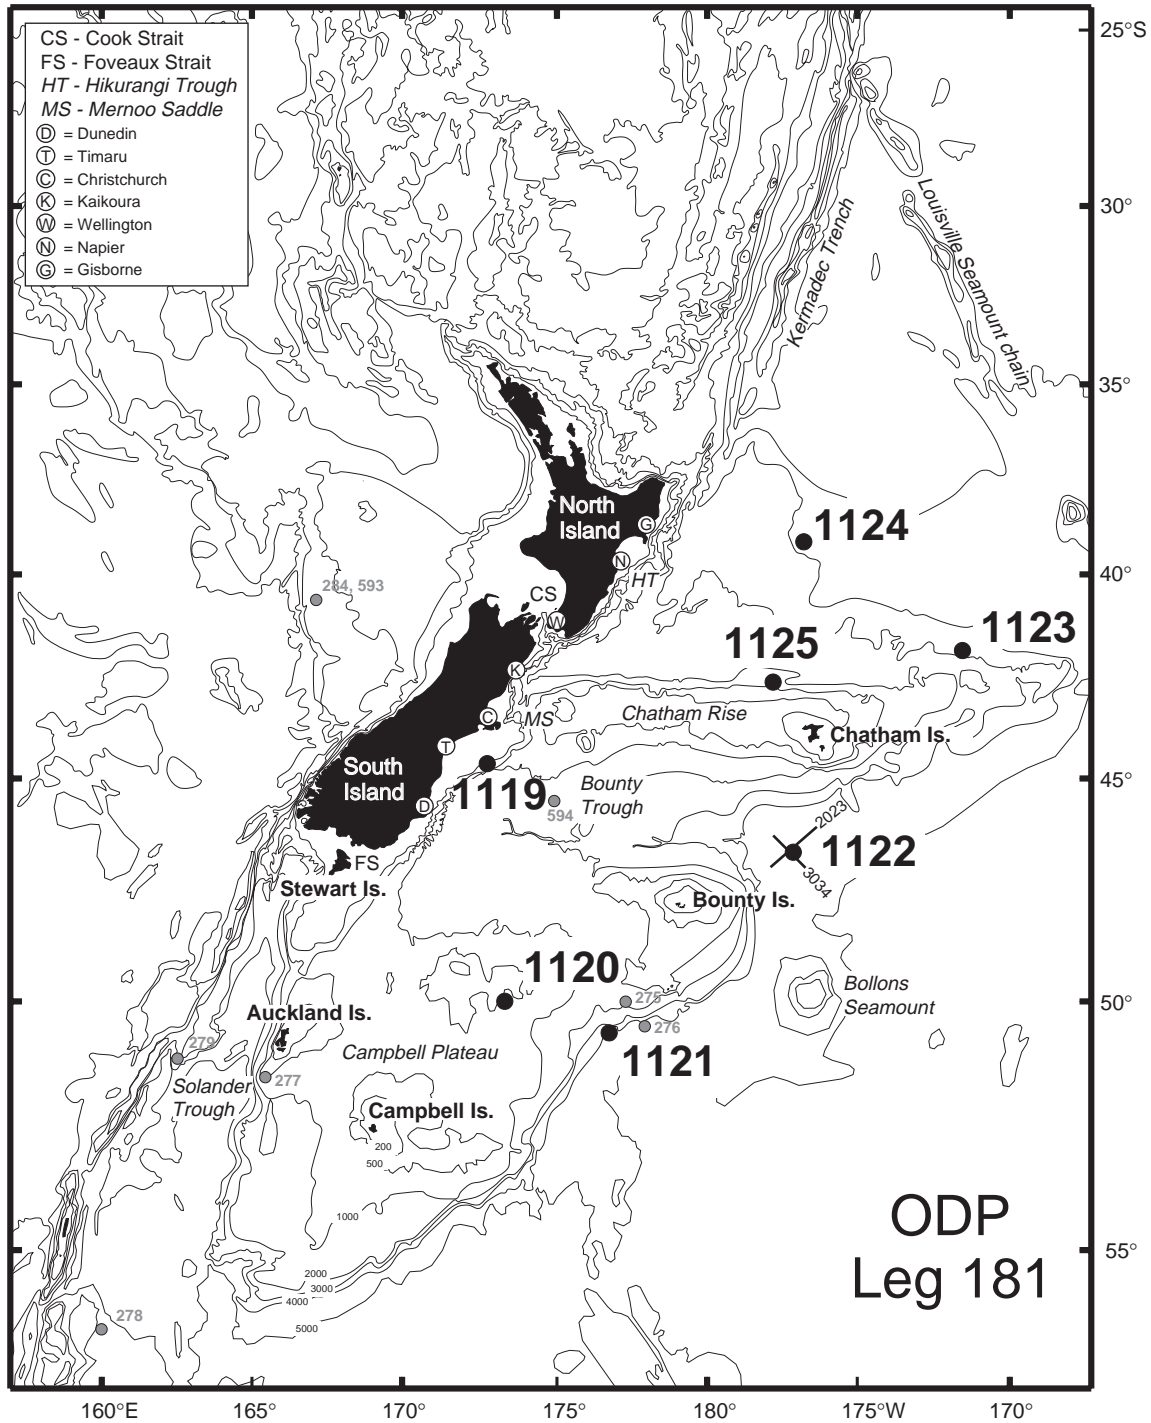 CS - Cook Strait
FS - Foveaux Strait
HT - Hikurangi Trough
MS - Mernoo Saddle
D = Dunedin
T = Timaru
C = Christchurch
K = Kaikoura
W = Wellington
N = Napier
G = Gisborne
25°S
30°
35°
40°
45°
50°
55°
Louisville Seamount chain
Kermadec Trench
North
Island
G
N
HT
1124
284, 593
CS
W
1123
1125
K
C
MS
Chatham Rise
Chatham Is.
T
South
Island
D
1119
594
Bounty
Trough
2023
1122
3034
FS
Stewart Is.
Bounty Is.
1120
275
276
Bollons
Seamount
Auckland Is.
279
277
Campbell Plateau
1121
Solander
Trough
Campbell Is.
200
500
1000
2000
3000
4000
5000
278
ODP
Leg 181
160°E
165°
170°
175°
180°
175°W
170°